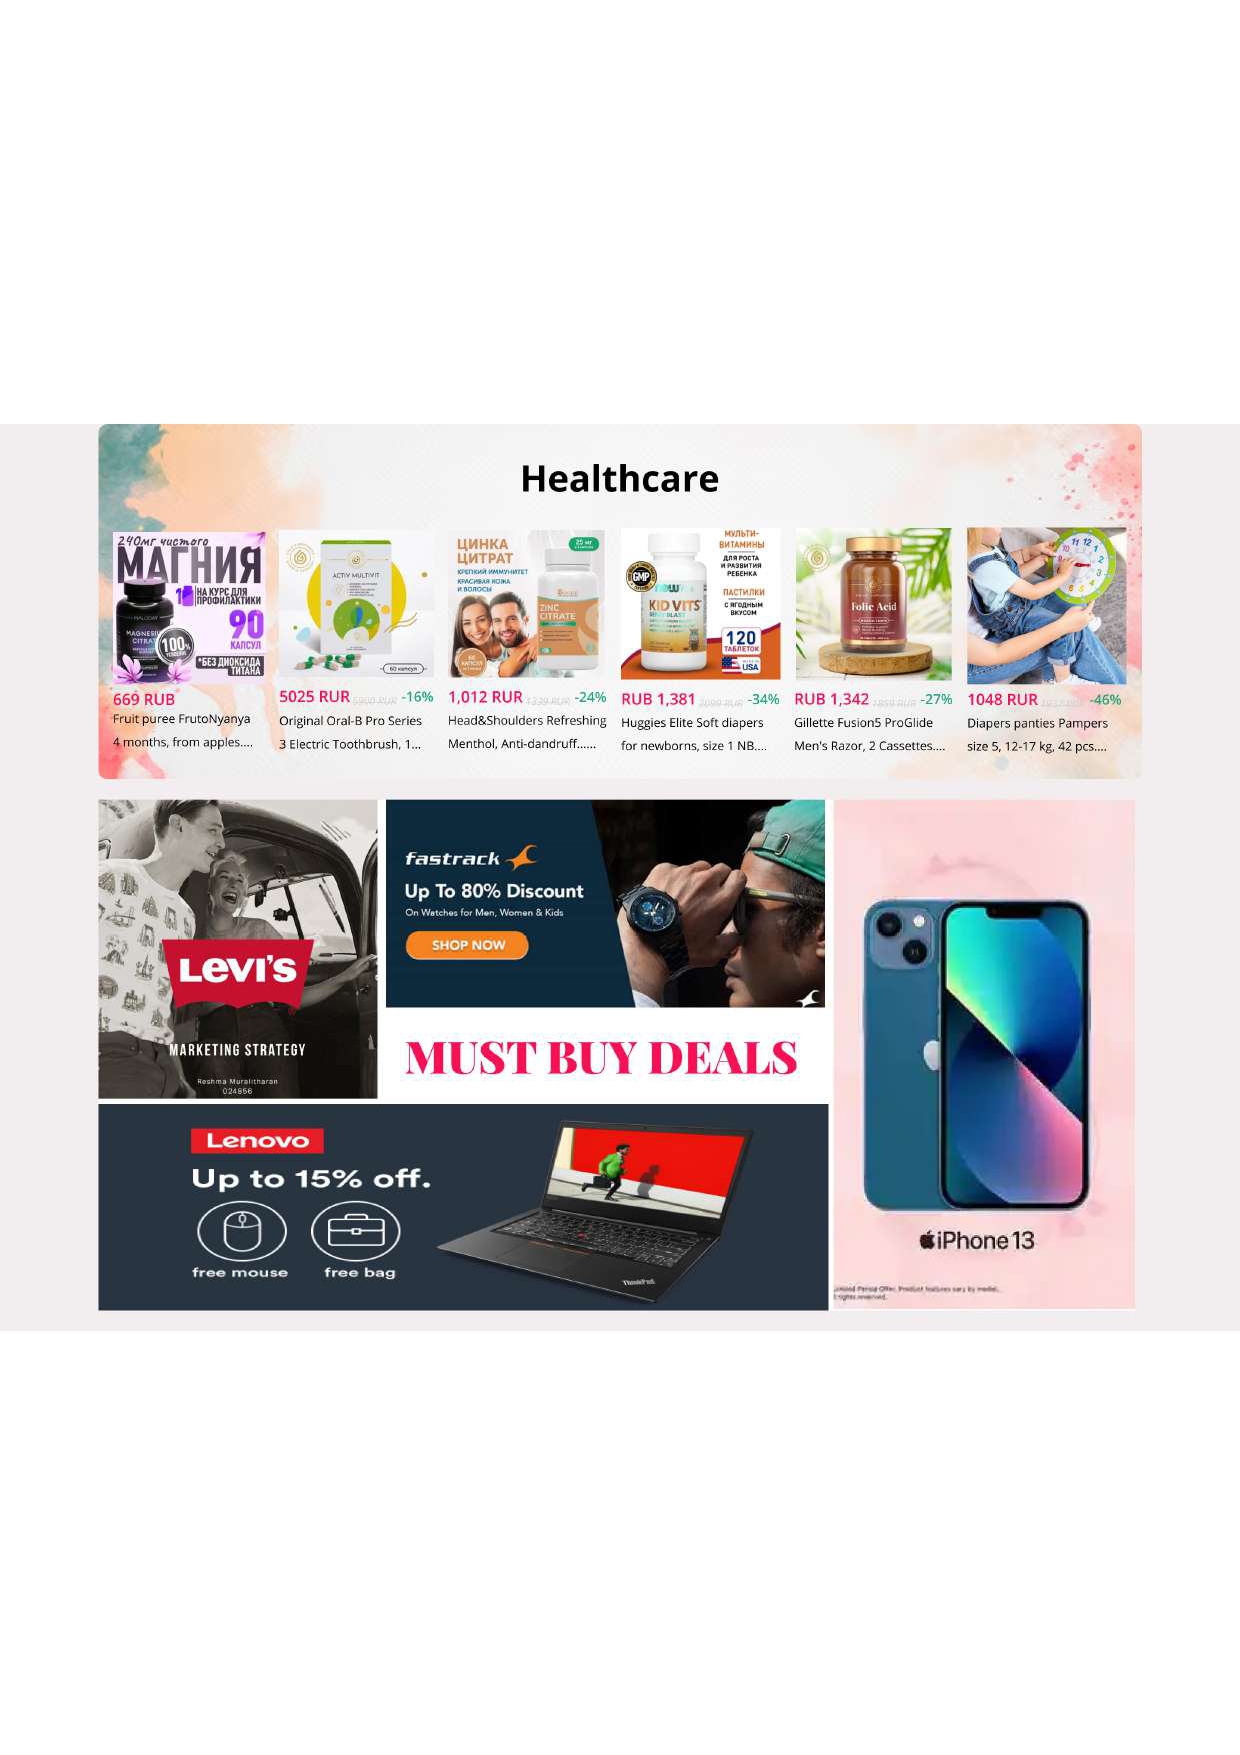 Healthcare
240мг чистого
МАГНИЯ
НА КУРС ДЛЯ
ПРОФИЛАКТИКИ
MAGNESIUM
CITRATE
100%
90
КАПСУЛ
*БЕЗ ДИОКСИДА
ТИТАНА
669 RUB
Fruit puree FrutoNyanya
4 months, from apples....
ACTIV MULTIVIT
60 капсул
5025 RUR 5900 RUR -16%
Original Oral-B Pro Series
3 Electric Toothbrush, 1...
ЦИНКА
ЦИТРАТ
КРЕПКИЙ ИММУНИТЕТ
КРАСИВАЯ КОЖА
И ВОЛОСЫ
25 мг
ZINC
CITRATE
1,012 RUR 1339 RUR -24%
Head&Shoulders Refreshing
Menthol, Anti-dandruff......
МУЛЬТИ-
ВИТАМИНЫ
ДЛЯ РОСТА
И РАЗВИТИЯ
РЕБЕНКА
ПАСТИЛКИ
С ЯГОДНЫМ
ВКУСОМ
GMP
NOW
KID VITS
BERRY BLAST
120
ТАБЛЕТОК
MADE IN
USA
RUB 1,381 2099 RUR -34%
Huggies Elite Soft diapers
for newborns, size 1 NB....
Folic Acid
RUB 1,342 1859 RUR -27%
Gillette Fusion5 ProGlide
Men's Razor, 2 Cassettes....
1048 RUR -46%
Diapers panties Pampers
size 5, 12-17 kg, 42 pcs....
LEVI'S
MARKETING STRATEGY
Reshma Muralitharan
024856
fastrack
Up To 80% Discount
On Watches for Men, Women & Kids
SHOP NOW
MUST BUY DEALS
Lenovo
Up to 15% off.
free mouse
free bag
ThinkPad
iPhone 13
Limited Period Offer. Product features vary by model.
rights reserved.